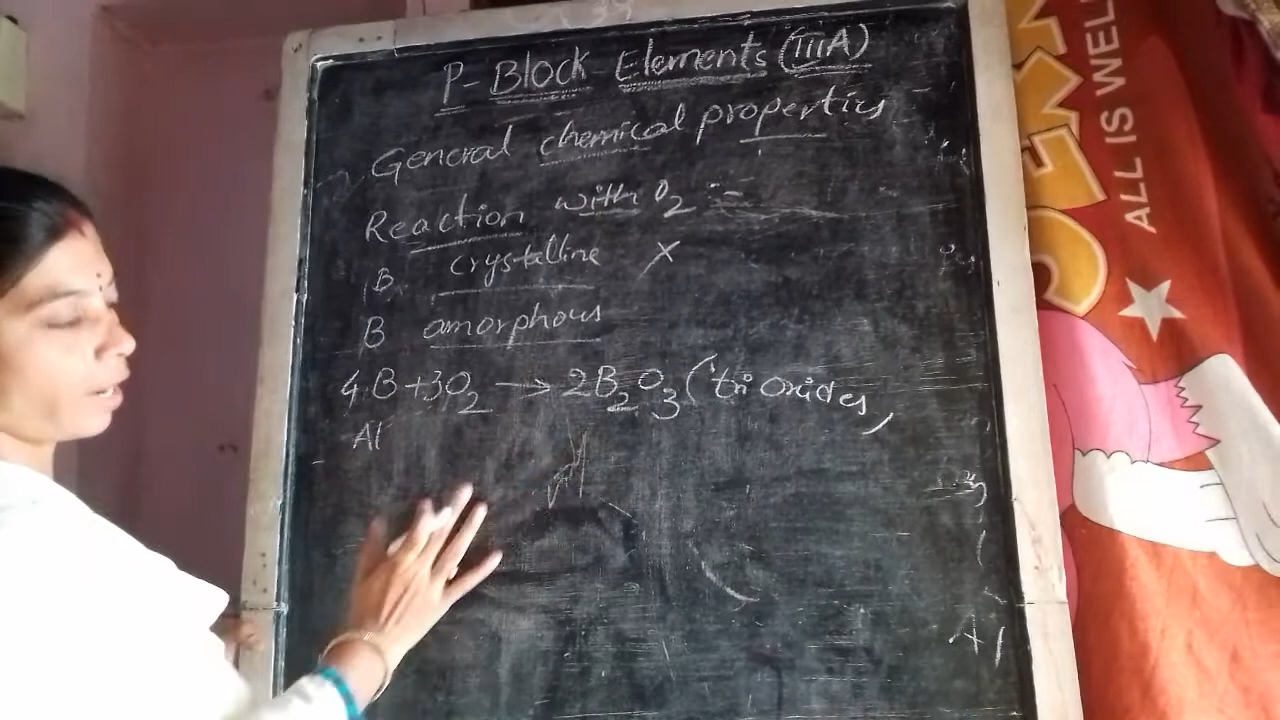 P-Block Elements (IIIA)
General chemical properties
Reaction with O2 :-
B crystalline X
B amorphous
4B+3O2 → 2B2O3 (tri oxides,
Al
Al
ALL IS WELL